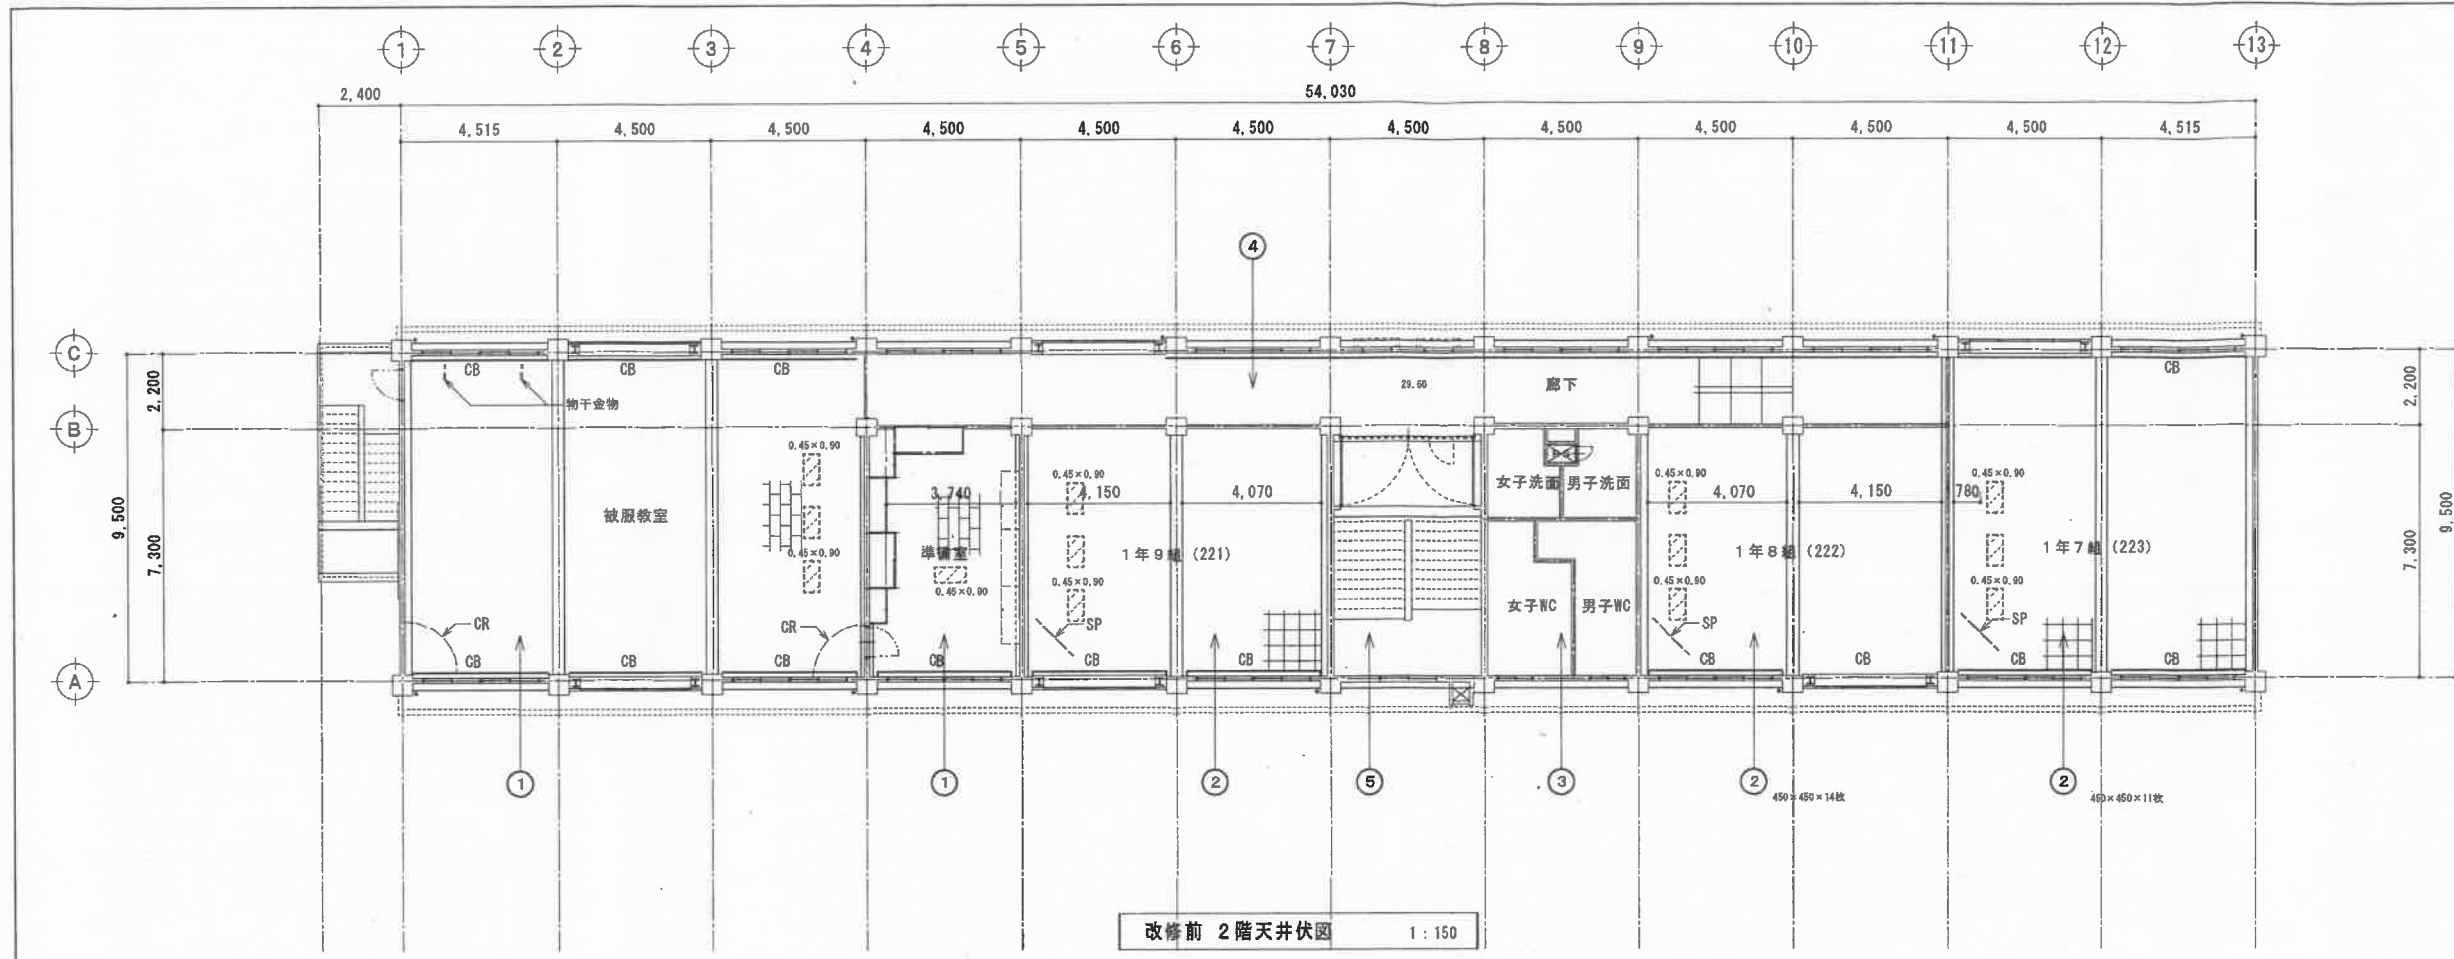 1 2 3 4 5 6 7 8 9 10 11 12 13
2,400 54,030
4,515 4,500 4,500 4,500 4,500 4,500 4,500 4,500 4,500 4,500 4,500 4,515
4
C
CB CB CB CB
2,200 物干金物 29.60 廊下 2,200
B
0.45×0.90 0.45×0.90 0.45×0.90 0.45×0.90
女子洗面 男子洗面
3,740 4,150 4,070 4,070 4,150 780
9,500 被服教室 9,500
7,300 0.45×0.90 準備室 1年9組 (221) 1年8組 (222) 1年7組 (223) 7,300
0.45×0.90 0.45×0.90 0.45×0.90 0.45×0.90
女子WC 男子WC
CR CR SP SP SP
CB CB CB CB CB CB CB CB CB CB
A
1 1 2 5 3 2 2
450×450×14枚 450×450×11枚
改修前 2階天井伏図 1:150